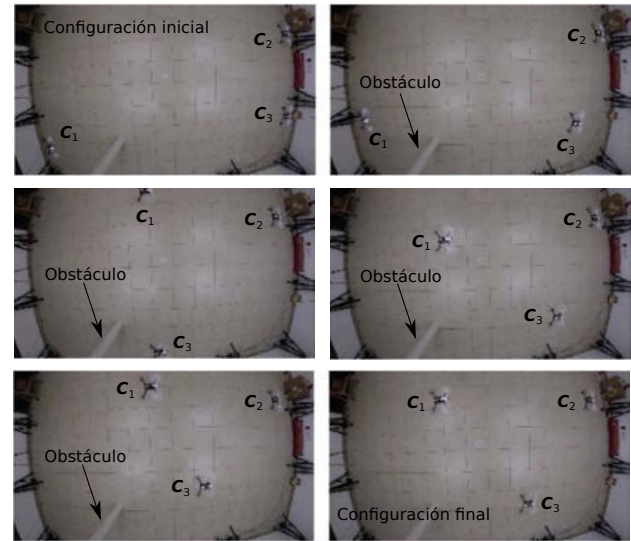 Configuración inicial
C₂
C₃
C₁
C₂
Obstáculo
C₁
C₃
C₁
C₂
Obstáculo
C₃
C₂
C₁
Obstáculo
C₃
C₁
C₂
Obstáculo
C₃
C₁
C₂
C₃
Configuración final